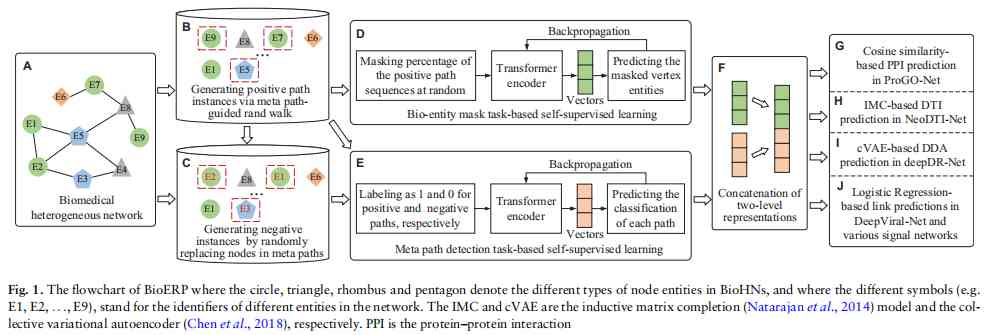 A
E6
E7
E8
E1
E5
E9
E2
E3
E4
Biomedical
heterogeneous network
B
E9
E8
E7
E6
...
E1
E5
Generating positive path
instances via meta path-
guided rand walk
C
E2
E8
E1
E6
...
E1
E3
Generating negative
instances by randomly
replacing nodes in meta paths
D
Backpropagation
Masking percentage of
the positive path
sequences at random
Transformer
encoder
Vectors
Predicting the
masked vertex
entities
Bio-entity mask task-based self-supervised learning
E
Backpropagation
Labeling as 1 and 0 for
positive and negative
paths, respectively
Transformer
encoder
Vectors
Predicting the
classification
of each path
Meta path detection task-based self-supervised learning
F
Concatenation of
two-level
representations
G
Cosine similarity-
based PPI prediction
in ProGO-Net
H
IMC-based DTI
prediction in NeoDTI-Net
I
cVAE-based DDA
prediction in deepDR-Net
J
Logistic Regression-
based link predictions in
DeepViral-Net and
various signal networks
Fig. 1. The flowchart of BioERP where the circle, triangle, rhombus and pentagon denote the different types of node entities in BioHNs, and where the different symbols (e.g.
E1, E2, ..., E9), stand for the identifiers of different entities in the network. The IMC and cVAE are the inductive matrix completion (Natarajan et al., 2014) model and the col-
lective variational autoencoder (Chen et al., 2018), respectively. PPI is the protein–protein interaction